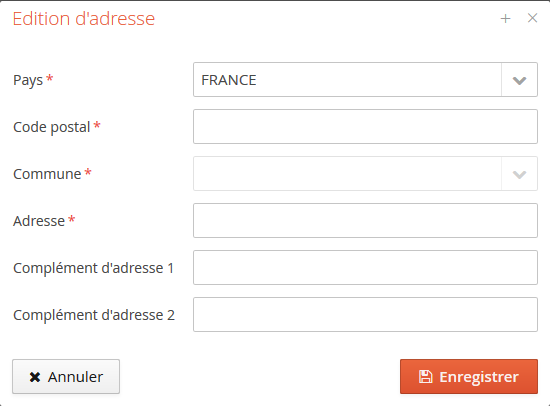 Edition d'adresse
Pays *
FRANCE
Code postal *
Commune *
Adresse *
Complément d'adresse 1
Complément d'adresse 2
Annuler
Enregistrer